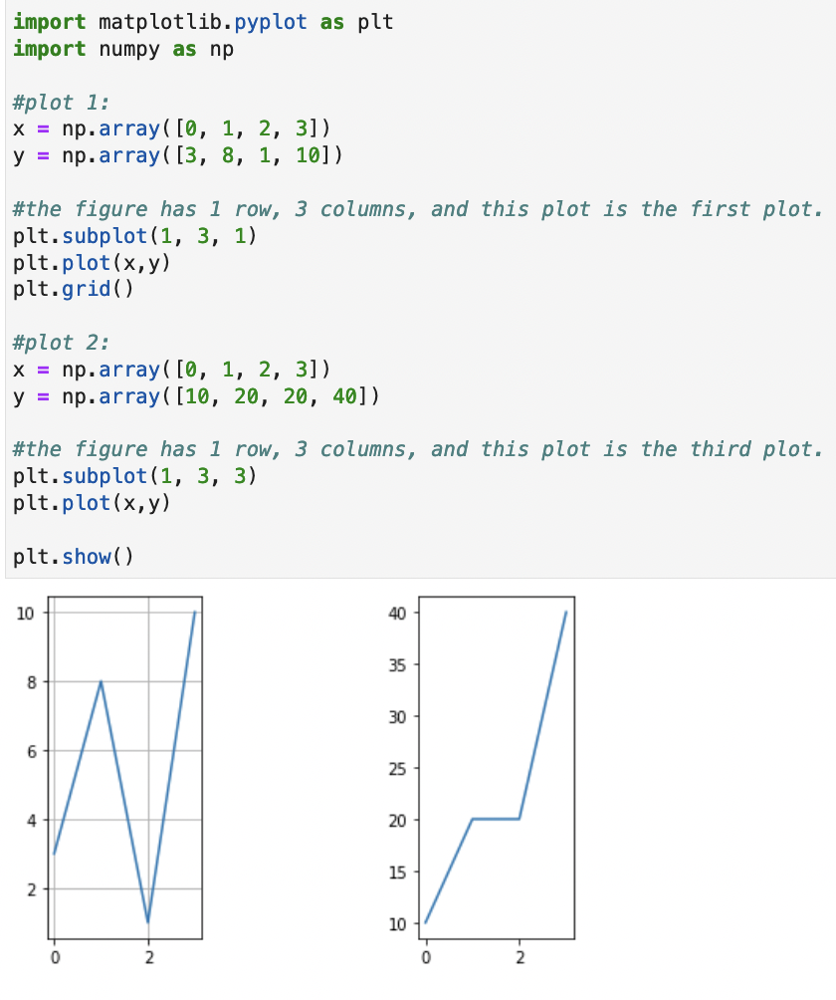 import matplotlib.pyplot as plt
import numpy as np
#plot 1:
x = np.array([0, 1, 2, 3])
y = np.array([3, 8, 1, 10])
#the figure has 1 row, 3 columns, and this plot is the first plot.
plt.subplot(1, 3, 1)
plt.plot(x,y)
plt.grid()
#plot 2:
x = np.array([0, 1, 2, 3])
y = np.array([10, 20, 20, 40])
#the figure has 1 row, 3 columns, and this plot is the third plot.
plt.subplot(1, 3, 3)
plt.plot(x,y)
plt.show()
10
8
6
4
2
0 2
40
35
30
25
20
15
10
0 2